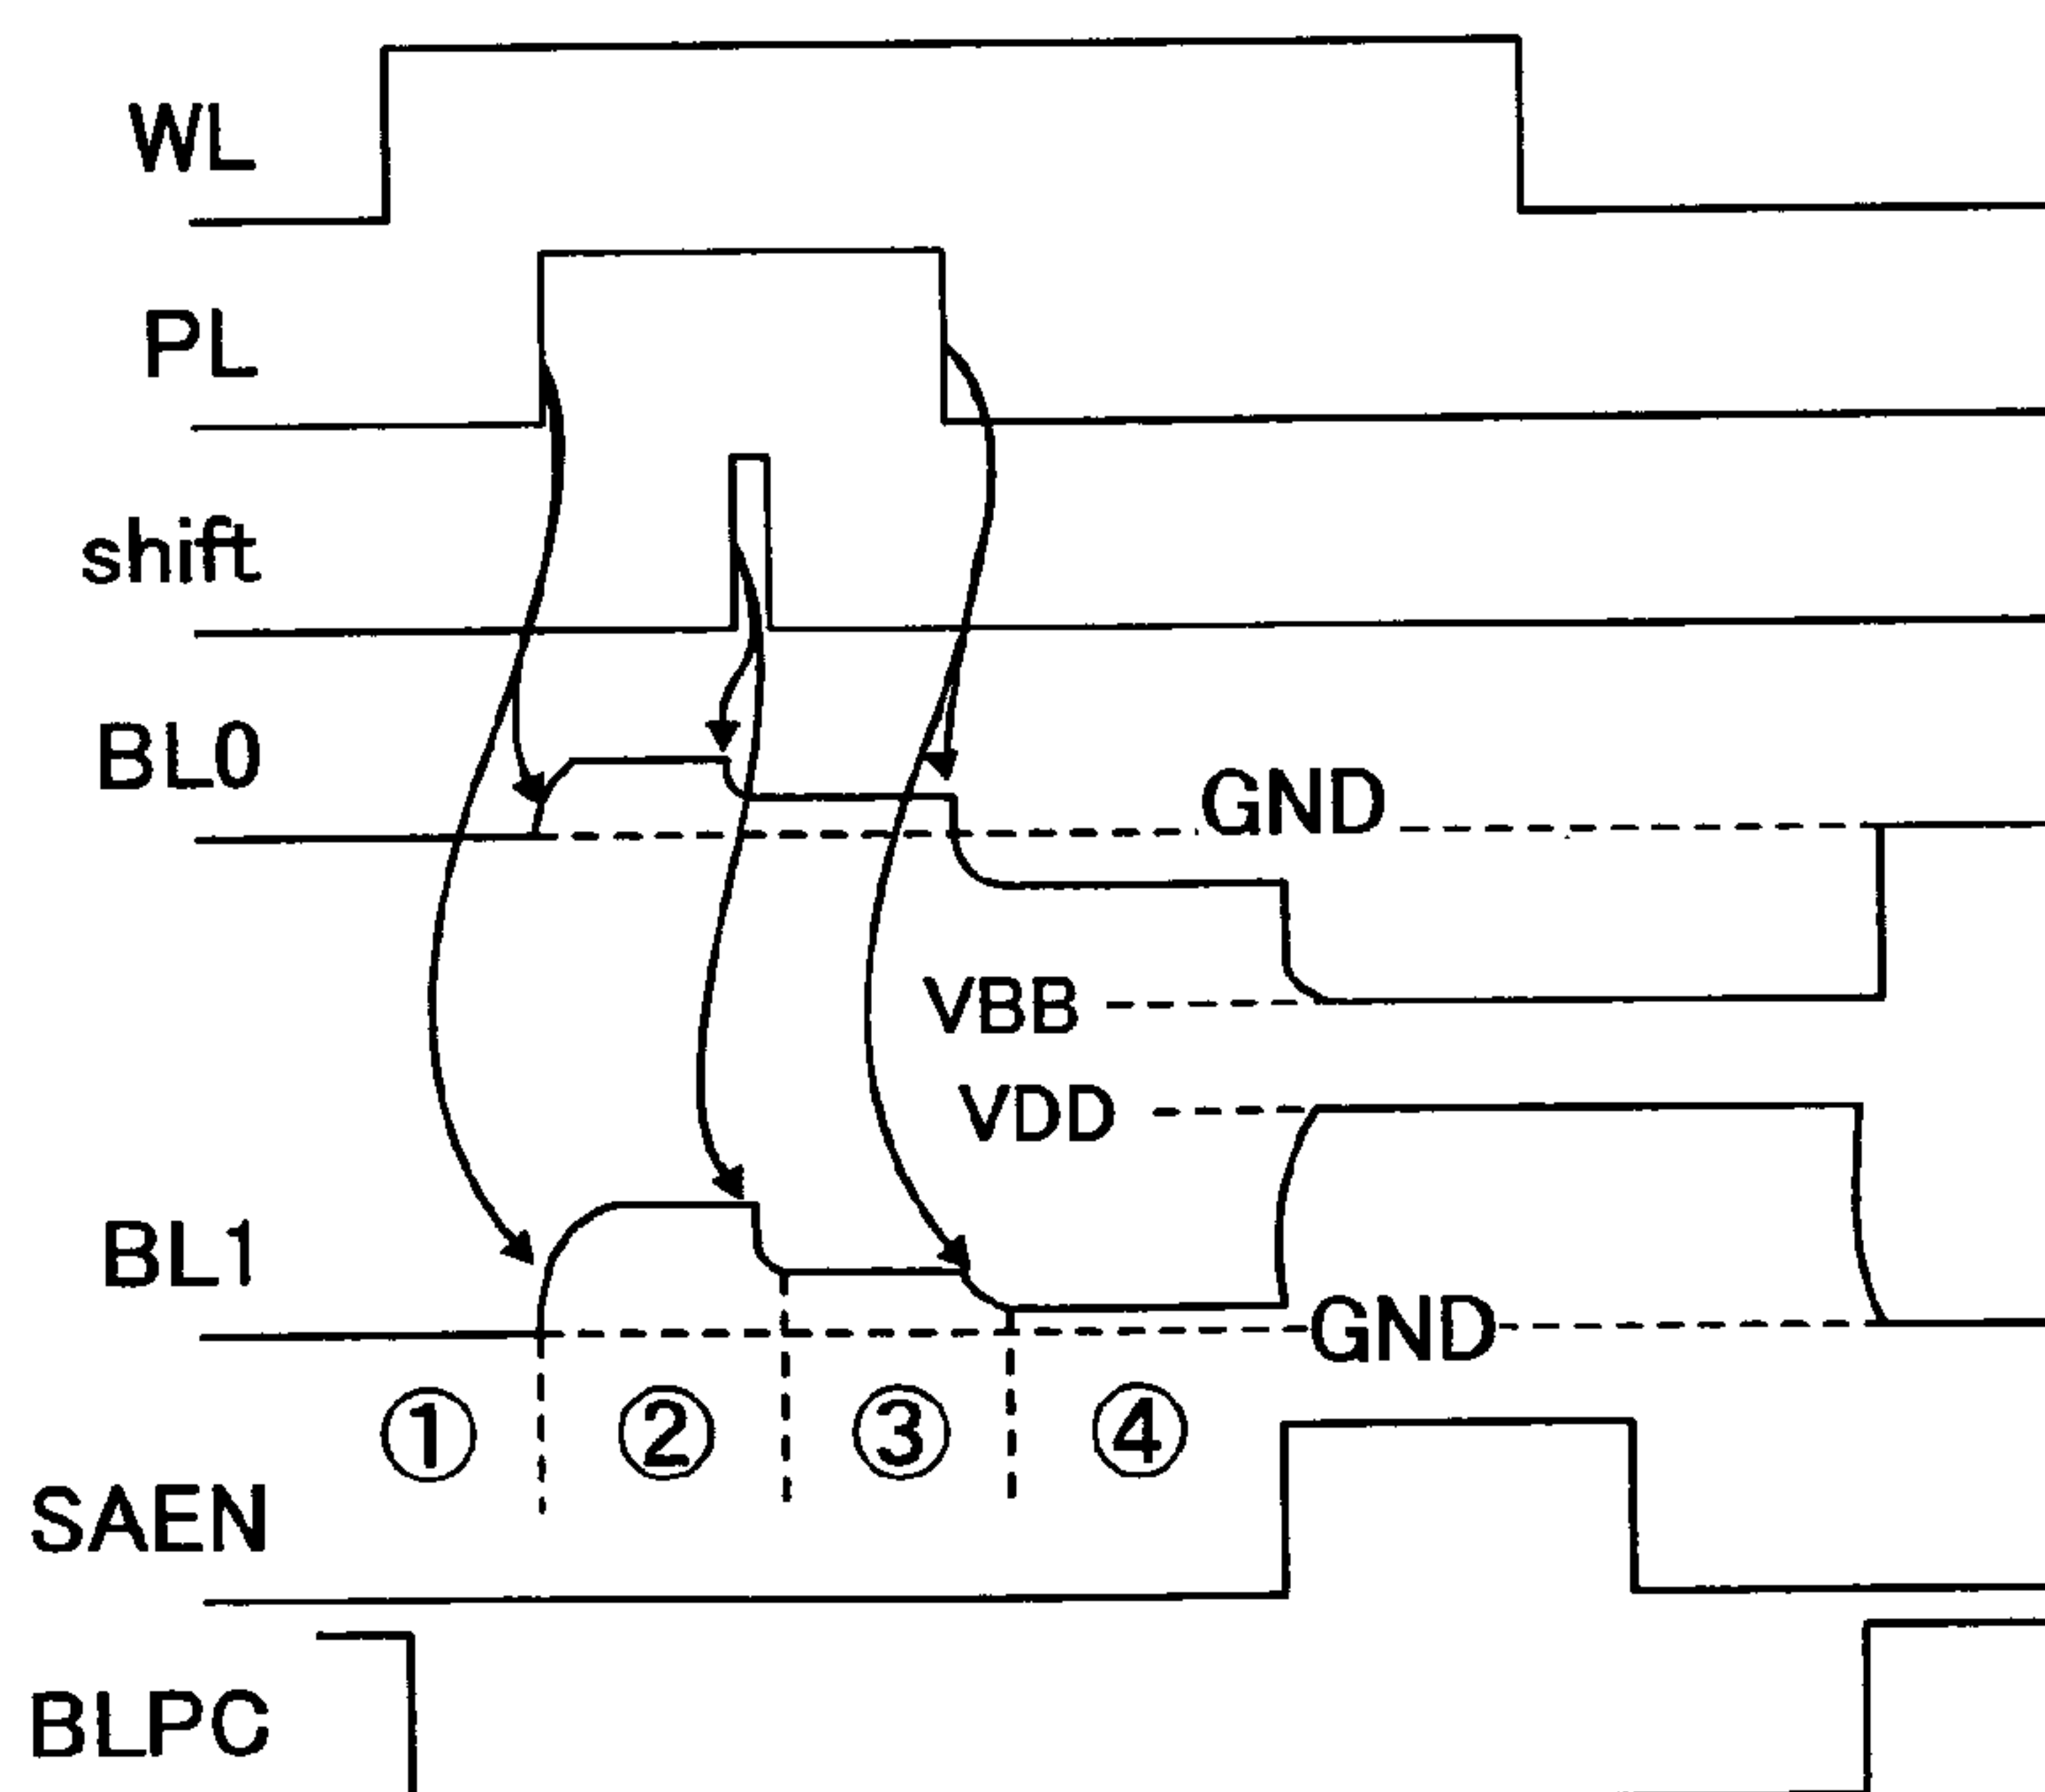 WL
PL
shift
BL0
GND
VBB
VDD
BL1
GND
① ② ③ ④
SAEN
BLPC